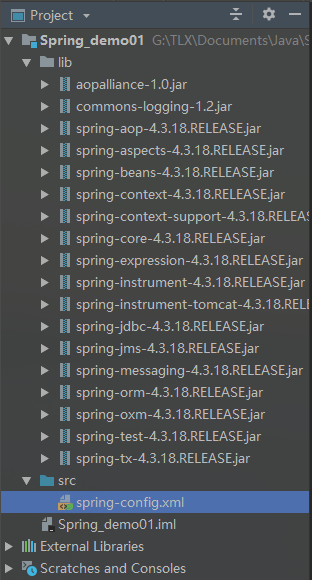 Project
Spring_demo01 G:\TLX\Documents\Java\S
lib
aopalliance-1.0.jar
commons-logging-1.2.jar
spring-aop-4.3.18.RELEASE.jar
spring-aspects-4.3.18.RELEASE.jar
spring-beans-4.3.18.RELEASE.jar
spring-context-4.3.18.RELEASE.jar
spring-context-support-4.3.18.RELEAS
spring-core-4.3.18.RELEASE.jar
spring-expression-4.3.18.RELEASE.jar
spring-instrument-4.3.18.RELEASE.jar
spring-instrument-tomcat-4.3.18.RELEA
spring-jdbc-4.3.18.RELEASE.jar
spring-jms-4.3.18.RELEASE.jar
spring-messaging-4.3.18.RELEASE.jar
spring-orm-4.3.18.RELEASE.jar
spring-oxm-4.3.18.RELEASE.jar
spring-test-4.3.18.RELEASE.jar
spring-tx-4.3.18.RELEASE.jar
src
spring-config.xml
Spring_demo01.iml
External Libraries
Scratches and Consoles